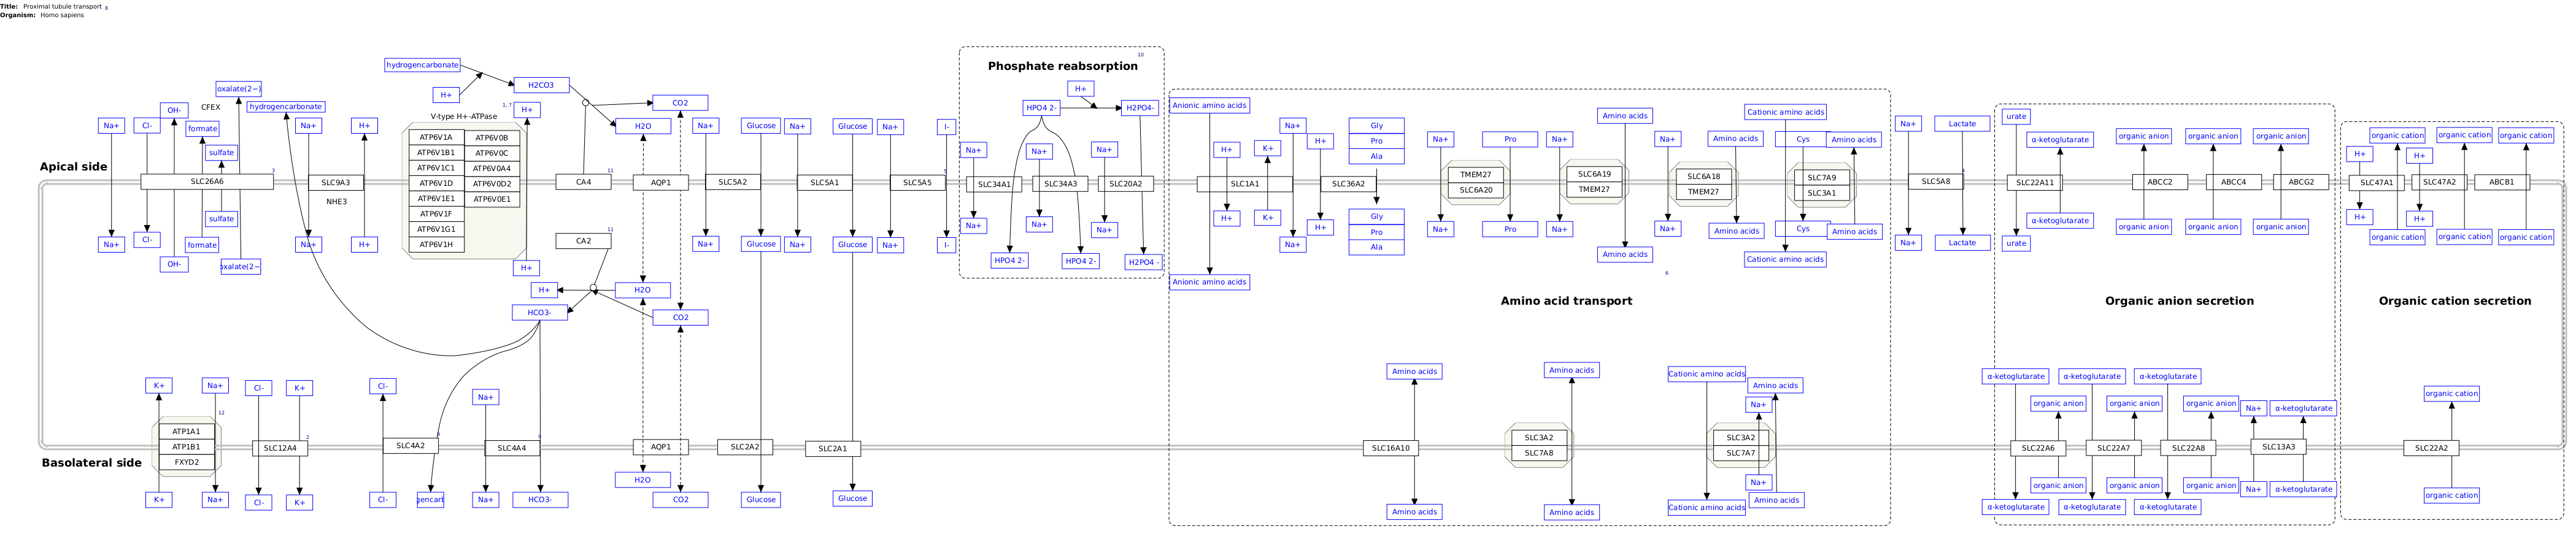 Title: Proximal tubule transport 8
Organism: Homo sapiens
Apical side
Na+
Na+
Cl-
Cl-
OH-
OH-
formate
formate
sulfate
sulfate
oxalate(2−)
CFEX
SLC26A6
3
hydrogencarbonate
Na+
Na+
SLC9A3
NHE3
H+
H+
V-type H+-ATPase
1, 7
ATP6V1A
ATP6V1B1
ATP6V1C1
ATP6V1D
ATP6V1E1
ATP6V1F
ATP6V1G1
ATP6V1H
ATP6V0B
ATP6V0C
ATP6V0A4
ATP6V0D2
ATP6V0E1
H+
H+
hydrogencarbonate
H+
H2CO3
H2O
CO2
CA4
11
CA2
11
AQP1
H+
H2O
HCO3-
CO2
Na+
SLC5A2
Na+
Glucose
Glucose
Na+
SLC5A1
Na+
Glucose
Glucose
Na+
SLC5A5
5
Na+
I-
I-
Phosphate reabsorption
10
H+
HPO4 2-
H2PO4-
Na+
Na+
Na+
SLC34A1
SLC34A3
SLC20A2
Na+
Na+
Na+
HPO4 2-
HPO4 2-
H2PO4 -
Anionic amino acids
H+
K+
Na+
SLC1A1
H+
K+
Na+
Anionic amino acids
H+
SLC36A2
H+
Gly
Pro
Ala
Gly
Pro
Ala
Na+
Pro
TMEM27
SLC6A20
Na+
Pro
Na+
Amino acids
SLC6A19
TMEM27
Na+
Amino acids
Na+
Amino acids
SLC6A18
TMEM27
Na+
Amino acids
6
Cationic amino acids
Cys
Amino acids
SLC7A9
SLC3A1
Cys
Amino acids
Cationic amino acids
Amino acid transport
Na+
Lactate
SLC5A8
4
Na+
Lactate
urate
α-ketoglutarate
SLC22A11
α-ketoglutarate
urate
organic anion
organic anion
organic anion
ABCC2
ABCC4
ABCG2
organic anion
organic anion
organic anion
Organic anion secretion
organic cation
organic cation
organic cation
H+
H+
SLC47A1
SLC47A2
ABCB1
H+
H+
organic cation
organic cation
organic cation
Organic cation secretion
Basolateral side
K+
Na+
12
ATP1A1
ATP1B1
FXYD2
K+
Na+
Cl-
K+
SLC12A4
2
Cl-
K+
Cl-
SLC4A2
9
Cl-
Na+
SLC4A4
9
Na+
HCO3-
AQP1
H2O
CO2
SLC2A2
Glucose
SLC2A1
Glucose
Amino acids
SLC16A10
Amino acids
Amino acids
SLC3A2
SLC7A8
Amino acids
Cationic amino acids
Amino acids
Na+
SLC3A2
SLC7A7
Na+
Cationic amino acids
Amino acids
α-ketoglutarate
α-ketoglutarate
α-ketoglutarate
organic anion
organic anion
organic anion
Na+
α-ketoglutarate
SLC22A6
SLC22A7
SLC22A8
SLC13A3
organic anion
organic anion
organic anion
Na+
α-ketoglutarate
α-ketoglutarate
α-ketoglutarate
α-ketoglutarate
organic cation
SLC22A2
organic cation